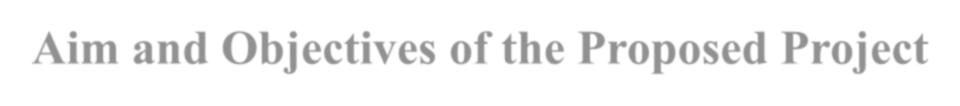 Aim and Objectives of the Proposed Project